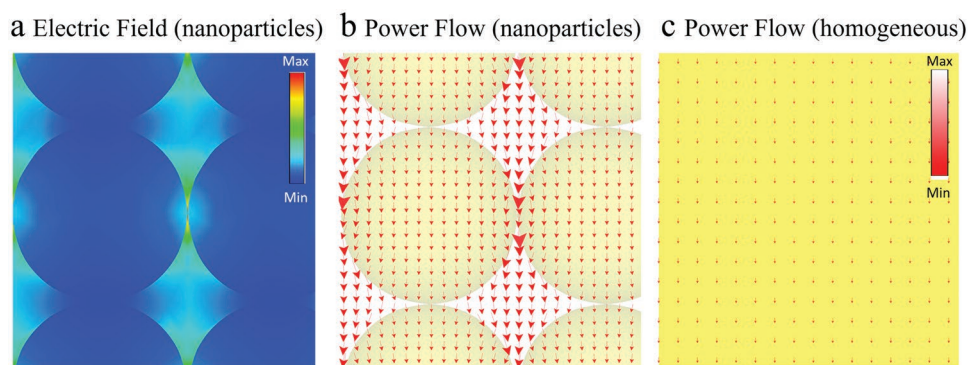 a Electric Field (nanoparticles)
b Power Flow (nanoparticles)
c Power Flow (homogeneous)
Max
Min
Max
Min